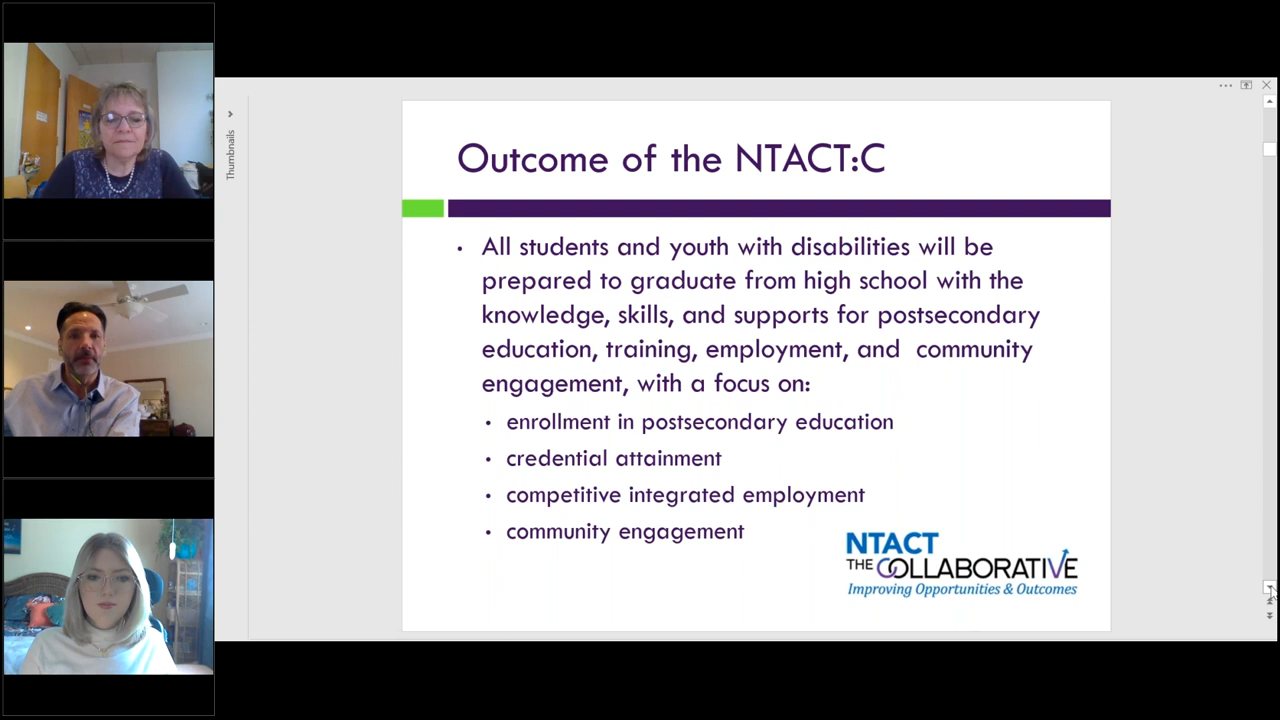 Thumbnails
Outcome of the NTACT:C
• All students and youth with disabilities will be
prepared to graduate from high school with the
knowledge, skills, and supports for postsecondary
education, training, employment, and community
engagement, with a focus on:
• enrollment in postsecondary education
• credential attainment
• competitive integrated employment
• community engagement
NTACT
THE COLLABORATIVE
Improving Opportunities & Outcomes